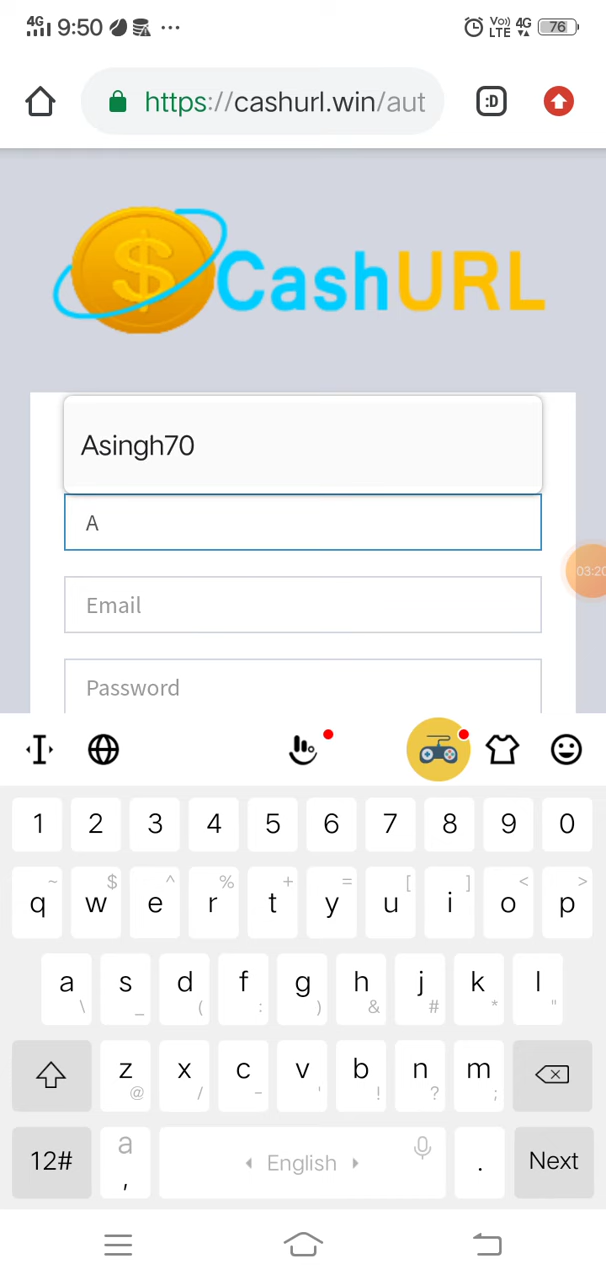 4G 9:50 ... Vo)) LTE 4G 76
https://cashurl.win/aut :D
$ CashURL
Asingh70
A
03:20
Email
Password
1 2 3 4 5 6 7 8 9 0
~ $ ^ % + = [ ] < >
q w e r t y u i o p
a s d f g h j k l
\ _ ( : ) & # * "
z x c v b n m
@ / - ' ! ? ;
12# a , English . Next